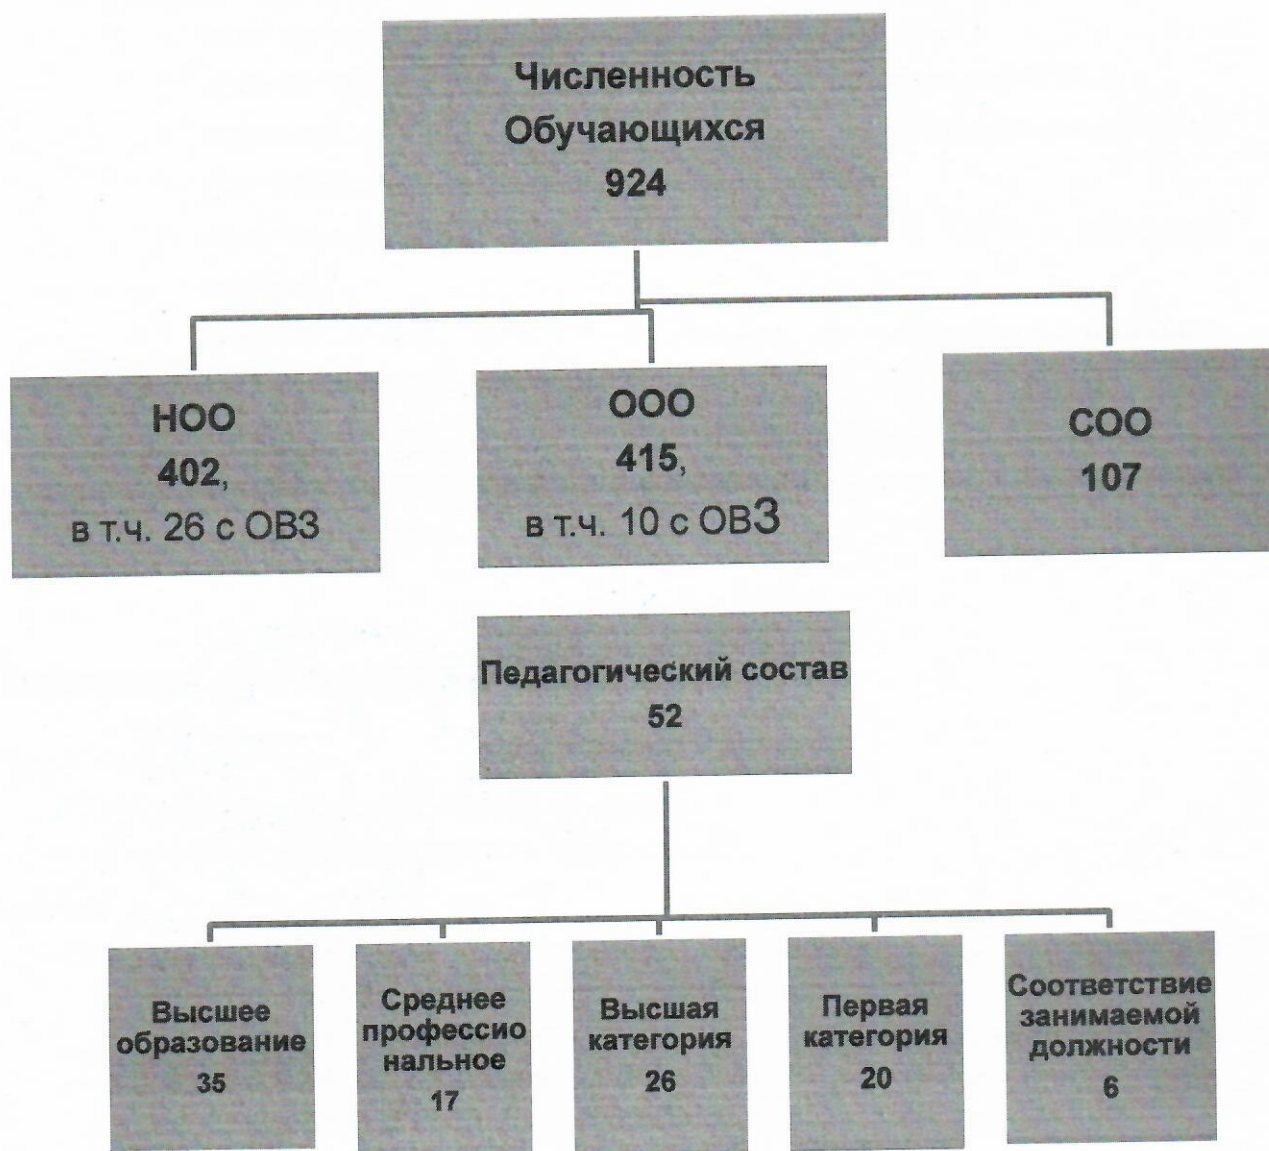 Численность
Обучающихся
924
НОО
402,
в т.ч. 26 с ОВЗ
ООО
415,
в т.ч. 10 с ОВЗ
СОО
107
Педагогический состав
52
Высшее
образование
35
Среднее
профессио
нальное
17
Высшая
категория
26
Первая
категория
20
Соответствие
занимаемой
должности
6